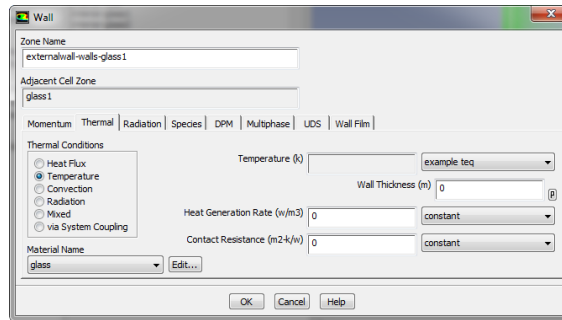 Wall
Zone Name
externalwall-walls-glass1
Adjacent Cell Zone
glass1
Momentum Thermal Radiation Species DPM Multiphase UDS Wall Film
Thermal Conditions
Heat Flux
Temperature
Convection
Radiation
Mixed
via System Coupling
Temperature (k) example teq
Wall Thickness (m) 0 P
Heat Generation Rate (w/m3) 0 constant
Contact Resistance (m2-k/w) 0 constant
Material Name
glass Edit...
OK Cancel Help